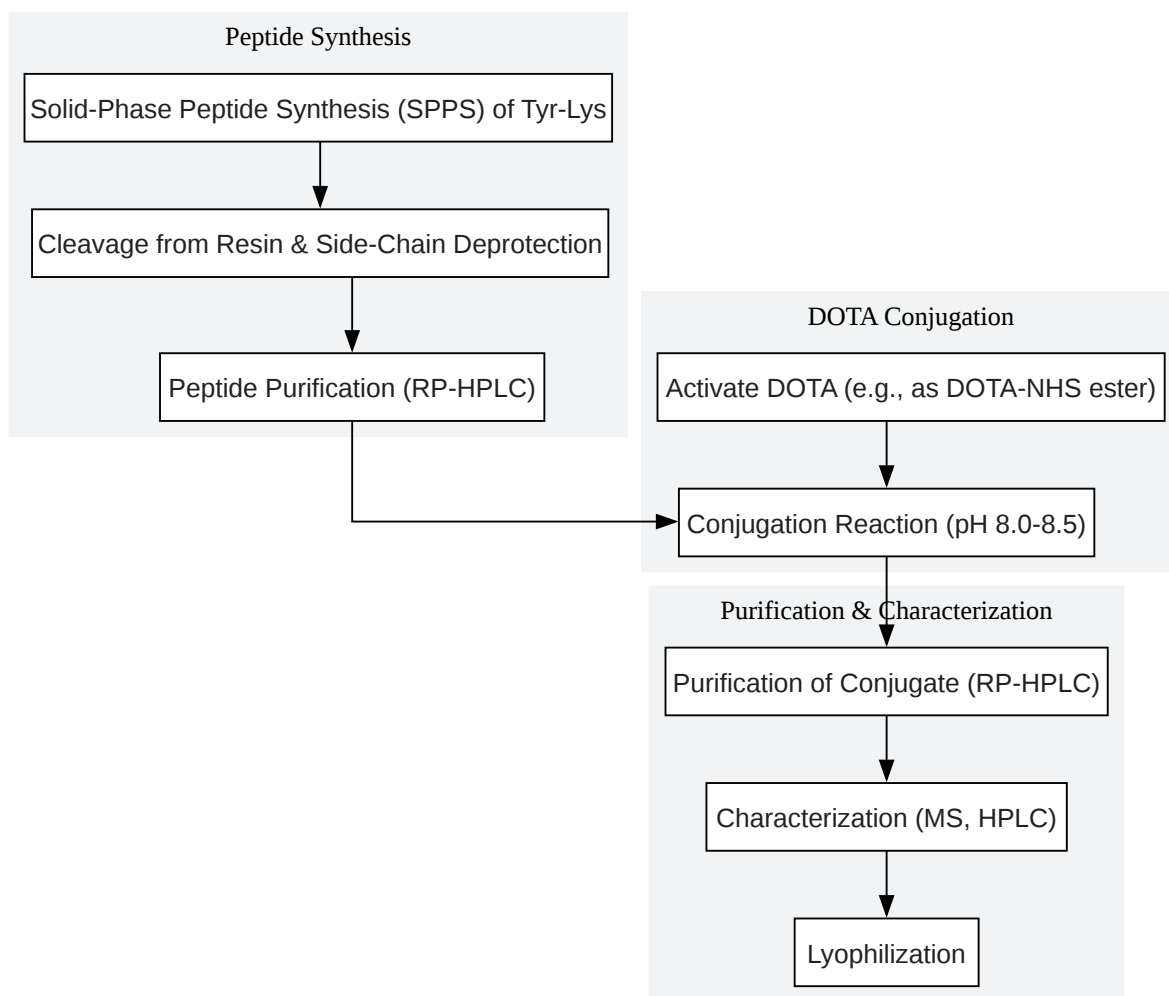 Peptide Synthesis
Solid-Phase Peptide Synthesis (SPPS) of Tyr-Lys
Cleavage from Resin & Side-Chain Deprotection
Peptide Purification (RP-HPLC)
DOTA Conjugation
Activate DOTA (e.g., as DOTA-NHS ester)
Conjugation Reaction (pH 8.0-8.5)
Purification & Characterization
Purification of Conjugate (RP-HPLC)
Characterization (MS, HPLC)
Lyophilization